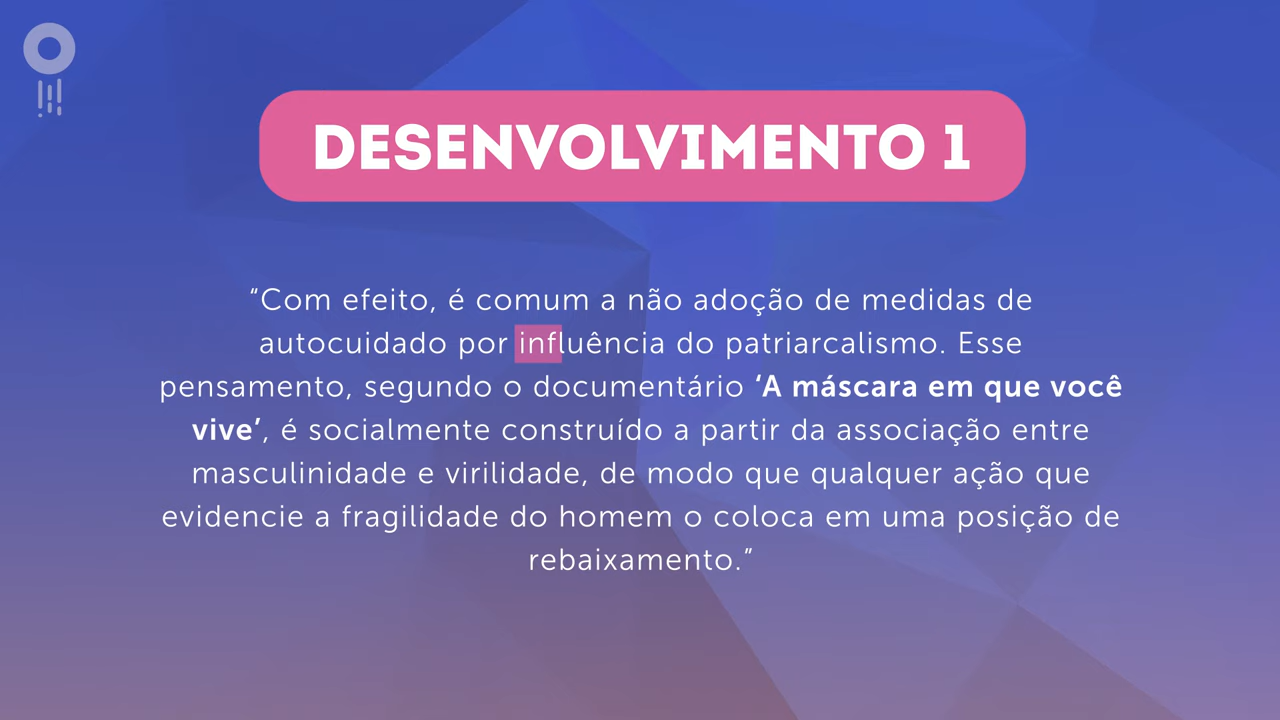 DESENVOLVIMENTO 1
“Com efeito, é comum a não adoção de medidas de
autocuidado por influência do patriarcalismo. Esse
pensamento, segundo o documentário ‘A máscara em que você
vive’, é socialmente construído a partir da associação entre
masculinidade e virilidade, de modo que qualquer ação que
evidencie a fragilidade do homem o coloca em uma posição de
rebaixamento.”